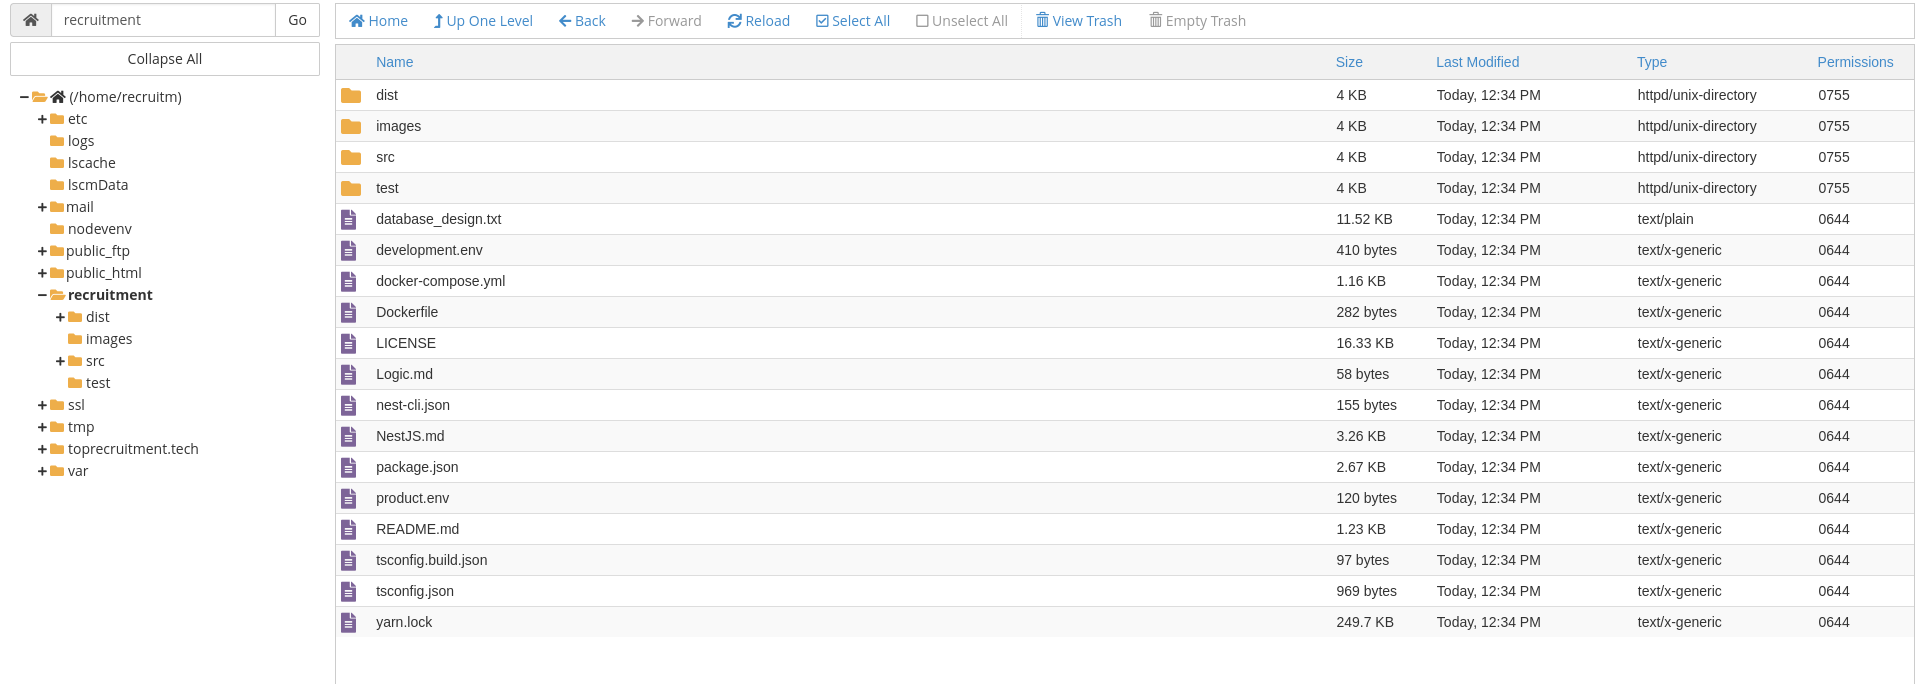 recruitment Go
Collapse All
(/home/recruitm)
etc
logs
lscache
lscmData
mail
nodevenv
public_ftp
public_html
recruitment
dist
images
src
test
ssl
tmp
toprecruitment.tech
var
Home Up One Level Back Forward Reload Select All Unselect All View Trash Empty Trash
Name Size Last Modified Type Permissions
dist 4 KB Today, 12:34 PM httpd/unix-directory 0755
images 4 KB Today, 12:34 PM httpd/unix-directory 0755
src 4 KB Today, 12:34 PM httpd/unix-directory 0755
test 4 KB Today, 12:34 PM httpd/unix-directory 0755
database_design.txt 11.52 KB Today, 12:34 PM text/plain 0644
development.env 410 bytes Today, 12:34 PM text/x-generic 0644
docker-compose.yml 1.16 KB Today, 12:34 PM text/x-generic 0644
Dockerfile 282 bytes Today, 12:34 PM text/x-generic 0644
LICENSE 16.33 KB Today, 12:34 PM text/x-generic 0644
Logic.md 58 bytes Today, 12:34 PM text/x-generic 0644
nest-cli.json 155 bytes Today, 12:34 PM text/x-generic 0644
NestJS.md 3.26 KB Today, 12:34 PM text/x-generic 0644
package.json 2.67 KB Today, 12:34 PM text/x-generic 0644
product.env 120 bytes Today, 12:34 PM text/x-generic 0644
README.md 1.23 KB Today, 12:34 PM text/x-generic 0644
tsconfig.build.json 97 bytes Today, 12:34 PM text/x-generic 0644
tsconfig.json 969 bytes Today, 12:34 PM text/x-generic 0644
yarn.lock 249.7 KB Today, 12:34 PM text/x-generic 0644